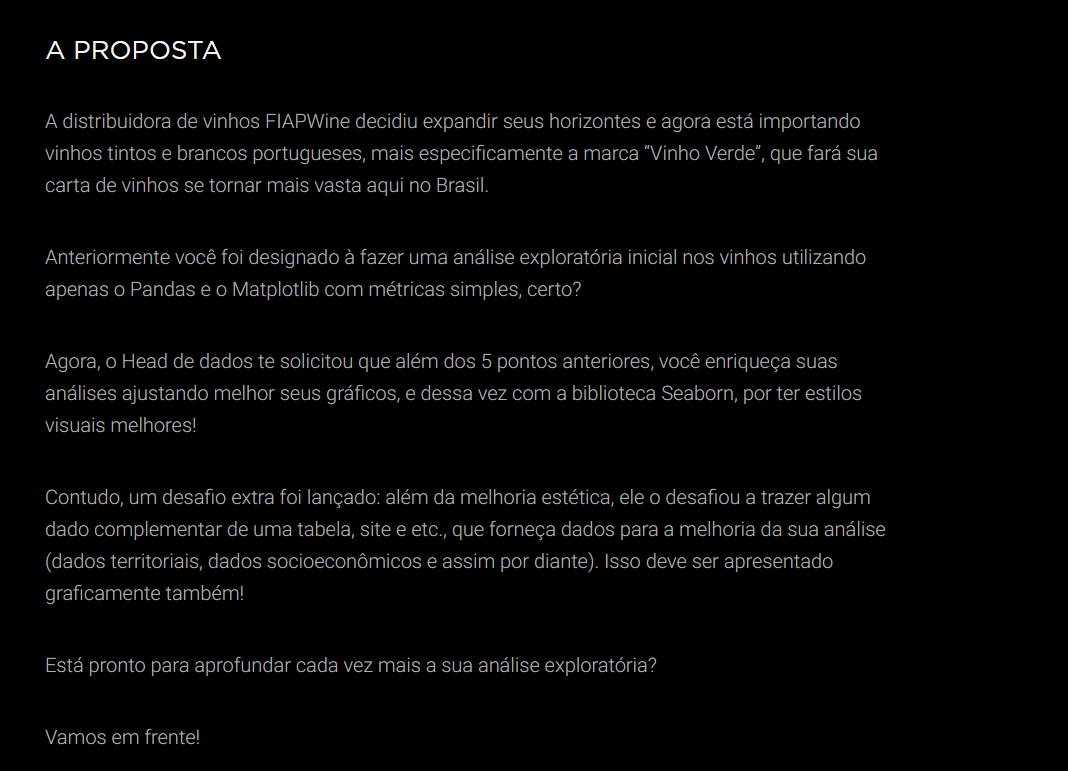 A PROPOSTA
A distribuidora de vinhos FIAPWine decidiu expandir seus horizontes e agora está importando
vinhos tintos e brancos portugueses, mais especificamente a marca “Vinho Verde”, que fará sua
carta de vinhos se tornar mais vasta aqui no Brasil.
Anteriormente você foi designado à fazer uma análise exploratória inicial nos vinhos utilizando
apenas o Pandas e o Matplotlib com métricas simples, certo?
Agora, o Head de dados te solicitou que além dos 5 pontos anteriores, você enriqueça suas
análises ajustando melhor seus gráficos, e dessa vez com a biblioteca Seaborn, por ter estilos
visuais melhores!
Contudo, um desafio extra foi lançado: além da melhoria estética, ele o desafiou a trazer algum
dado complementar de uma tabela, site e etc., que forneça dados para a melhoria da sua análise
(dados territoriais, dados socioeconômicos e assim por diante). Isso deve ser apresentado
graficamente também!
Está pronto para aprofundar cada vez mais a sua análise exploratória?
Vamos em frente!